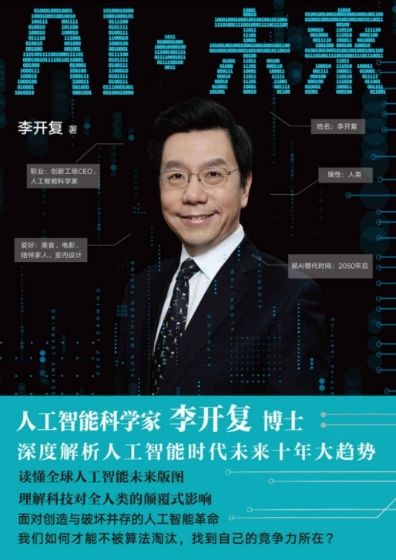 AI·未来
李开复 著
姓名：李开复
职业：创新工场CEO、
人工智能科学家
属性：人类
爱好：美食、电影、
陪伴家人、室内设计
被AI替代时间：2050年后
人工智能科学家 李开复 博士
深度解析人工智能时代未来十年大趋势
读懂全球人工智能未来版图
理解科技对全人类的颠覆式影响
面对创造与破坏并存的人工智能革命
我们如何才能不被算法淘汰，找到自己的竞争力所在？